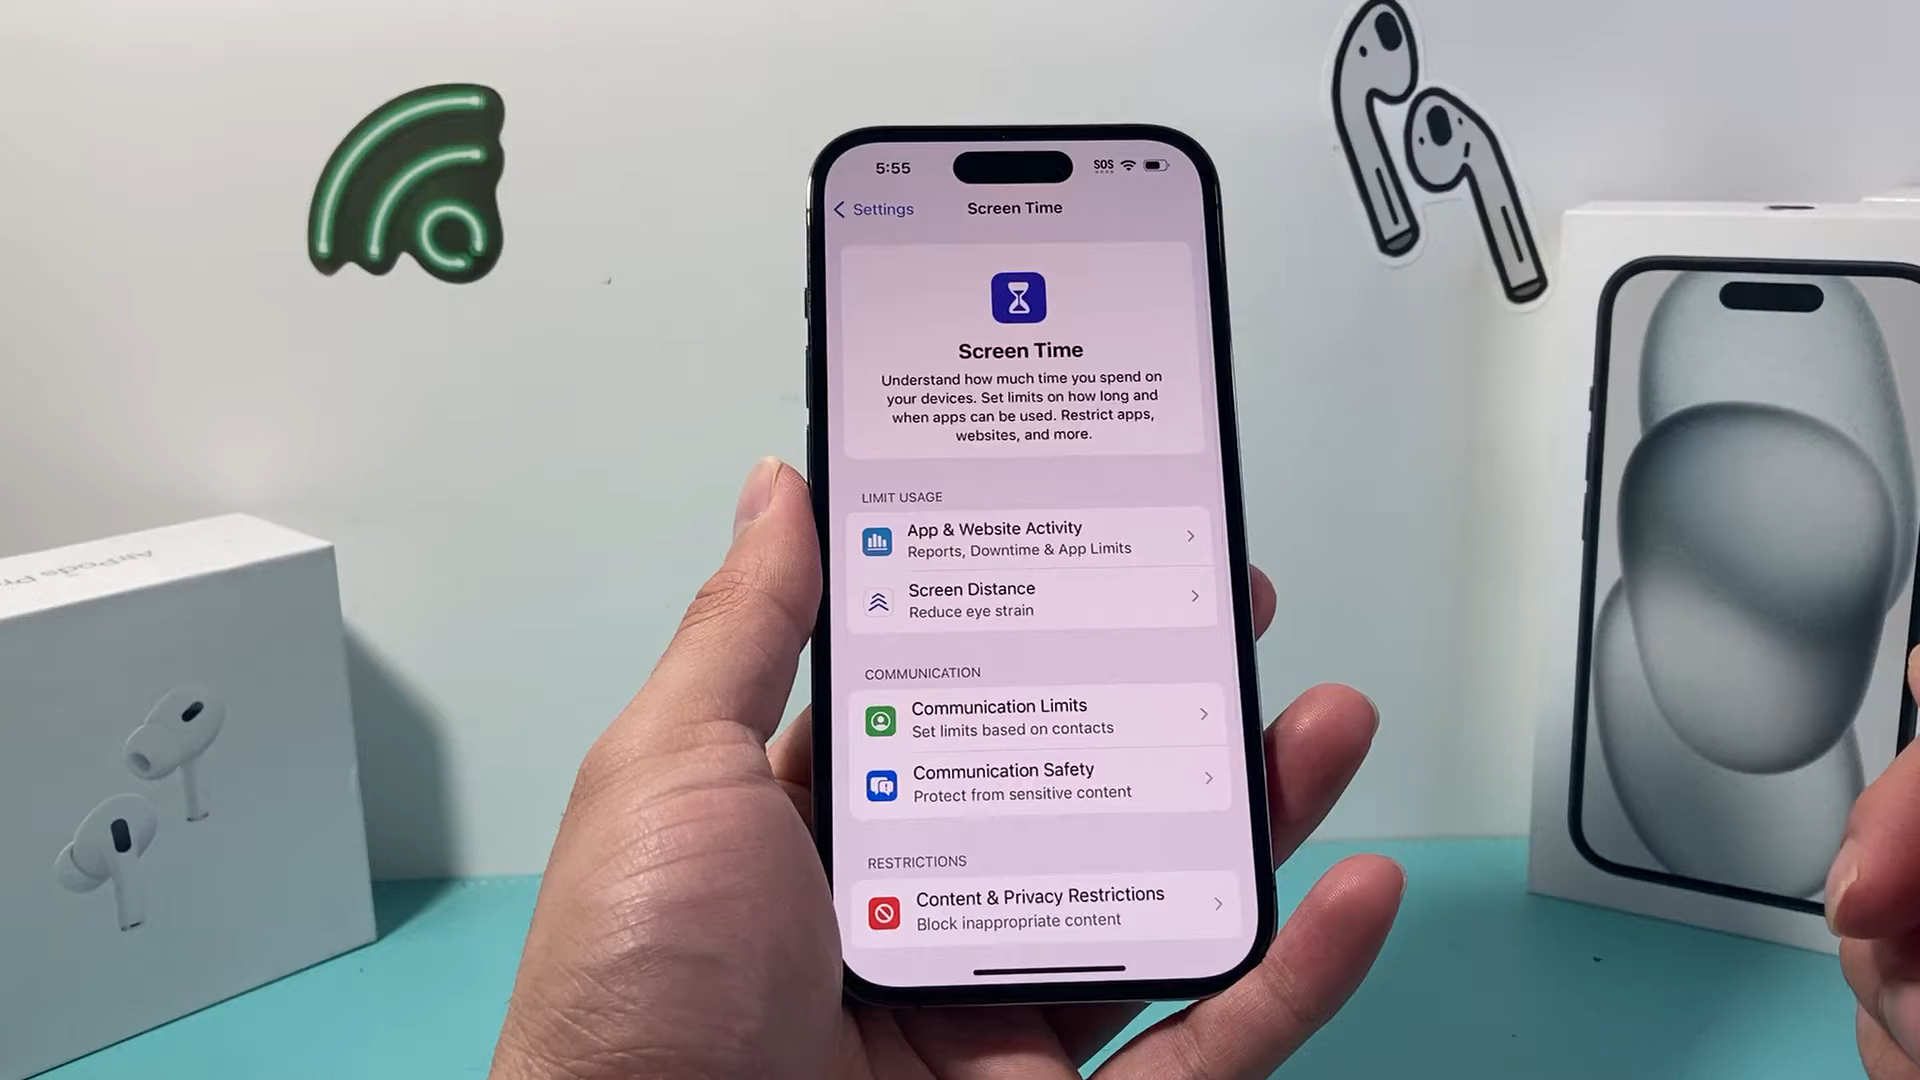 5:55
SOS
Settings
Screen Time
Screen Time
Understand how much time you spend on
your devices. Set limits on how long and
when apps can be used. Restrict apps,
websites, and more.
LIMIT USAGE
App & Website Activity
Reports, Downtime & App Limits
Screen Distance
Reduce eye strain
COMMUNICATION
Communication Limits
Set limits based on contacts
Communication Safety
Protect from sensitive content
RESTRICTIONS
Content & Privacy Restrictions
Block inappropriate content
AirPods Pro